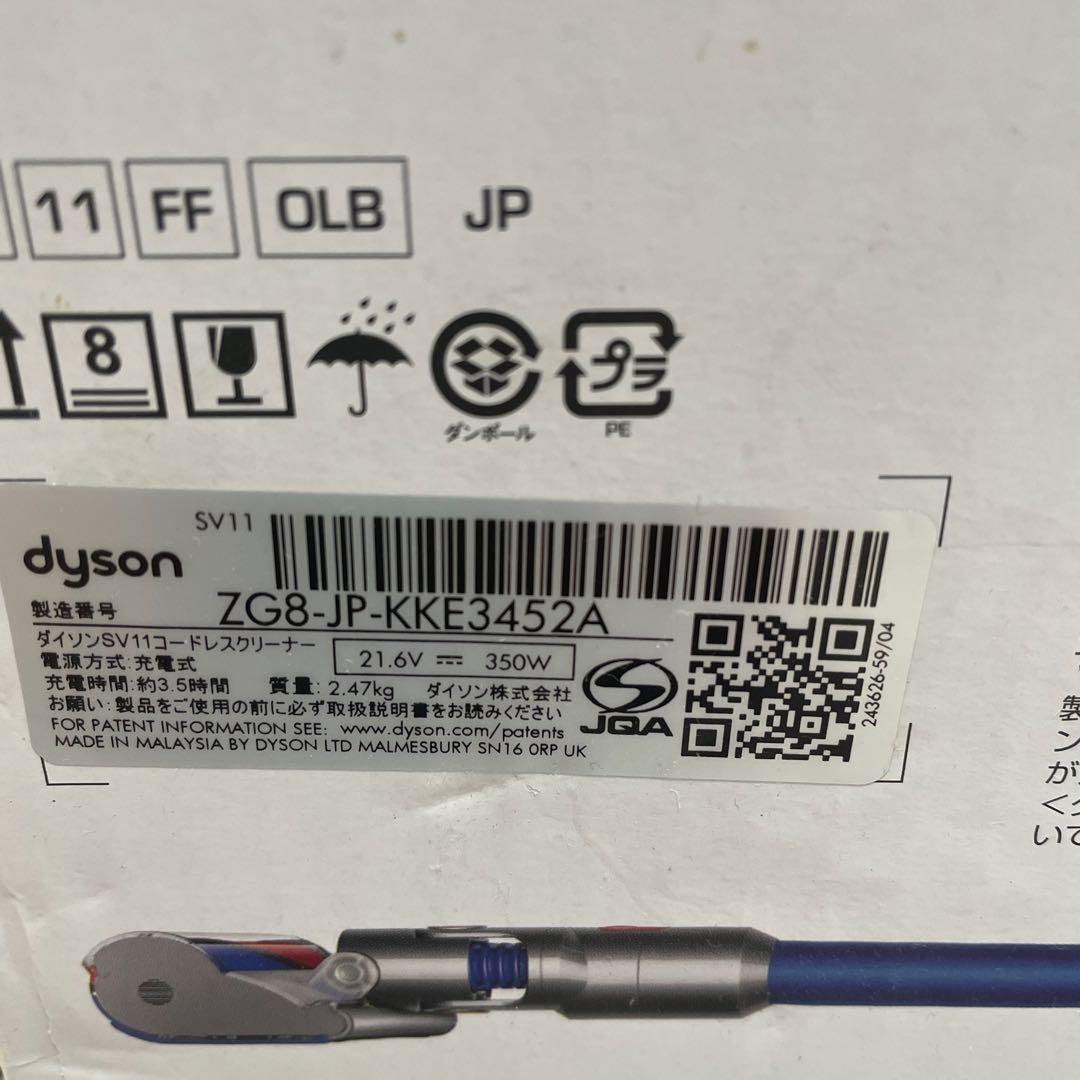 11 FF OLB JP
8
プラ
ダンボール PE
SV11
dyson
製造番号 ZG8-JP-KKE3452A
ダイソンSV11コードレスクリーナー
電源方式:充電式 21.6V 350W
充電時間:約3.5時間 質量: 2.47kg ダイソン株式会社
お願い:製品をご使用の前に必ず取扱説明書をお読みください
FOR PATENT INFORMATION SEE: www.dyson.com/patents
MADE IN MALAYSIA BY DYSON LTD MALMESBURY SN16 0RP UK
JQA
243626-59/04
製
ン
が
いて